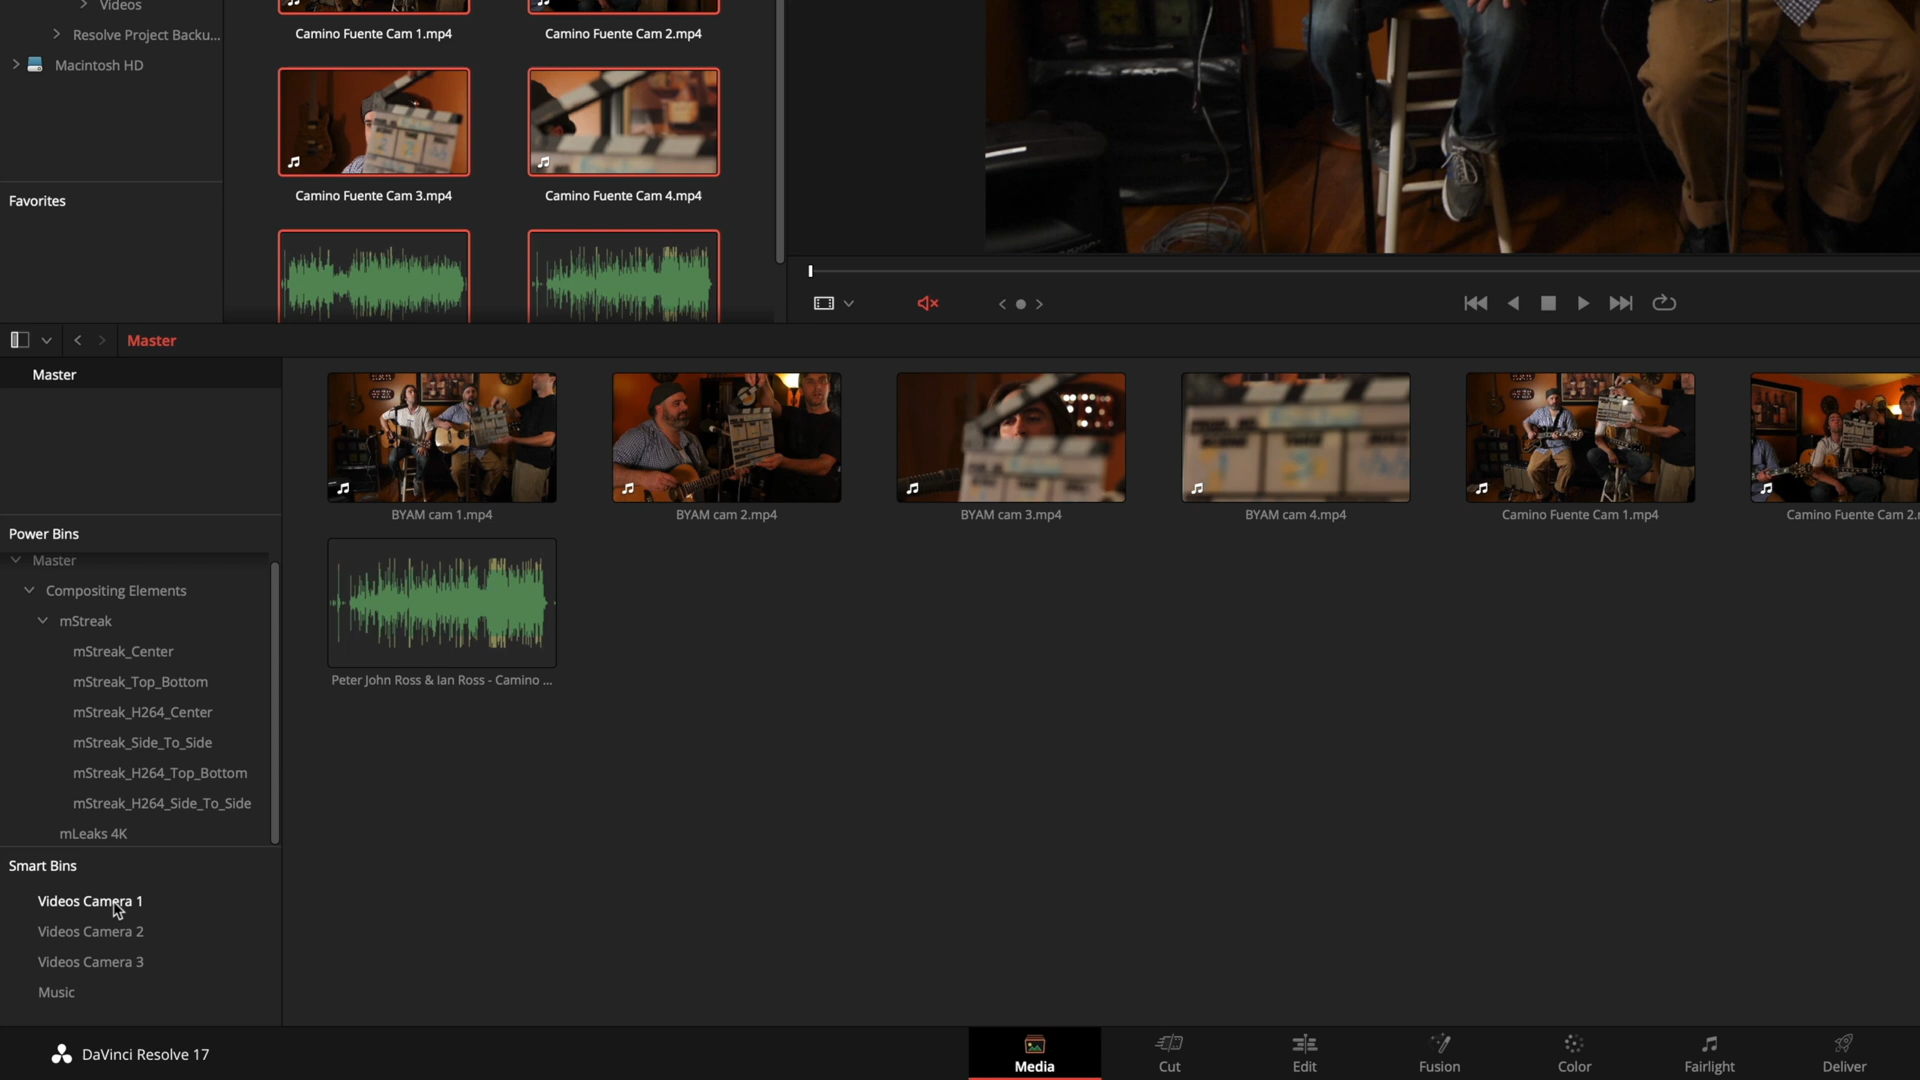 Videos
Resolve Project Backu...
Macintosh HD
Favorites
Camino Fuente Cam 1.mp4
Camino Fuente Cam 2.mp4
Camino Fuente Cam 3.mp4
Camino Fuente Cam 4.mp4
Master
Master
Power Bins
Master
Compositing Elements
mStreak
mStreak_Center
mStreak_Top_Bottom
mStreak_H264_Center
mStreak_Side_To_Side
mStreak_H264_Top_Bottom
mStreak_H264_Side_To_Side
mLeaks 4K
Smart Bins
Videos Camera 1
Videos Camera 2
Videos Camera 3
Music
BYAM cam 1.mp4
BYAM cam 2.mp4
BYAM cam 3.mp4
BYAM cam 4.mp4
Camino Fuente Cam 1.mp4
Camino Fuente Cam 2.
Peter John Ross & Ian Ross - Camino ...
DaVinci Resolve 17
Media
Cut
Edit
Fusion
Color
Fairlight
Deliver